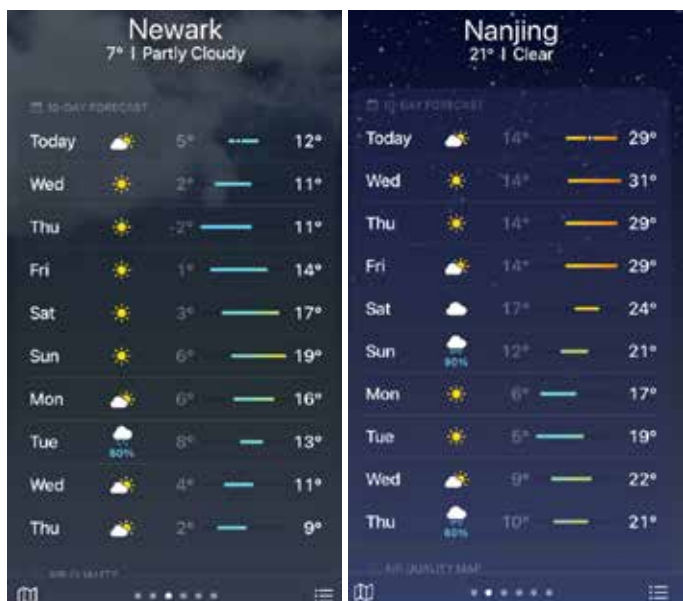 Newark
7° | Partly Cloudy
10-DAY FORECAST
Today 5° 12°
Wed 2° 11°
Thu -2° 11°
Fri 1° 14°
Sat 3° 17°
Sun 6° 19°
Mon 6° 16°
Tue 60% 8° 13°
Wed 4° 11°
Thu 2° 9°
AIR QUALITY
Nanjing
21° | Clear
10-DAY FORECAST
Today 14° 29°
Wed 14° 31°
Thu 14° 29°
Fri 14° 29°
Sat 17° 24°
Sun 90% 12° 21°
Mon 6° 17°
Tue 5° 19°
Wed 9° 22°
Thu 60% 10° 21°
AIR QUALITY MAP